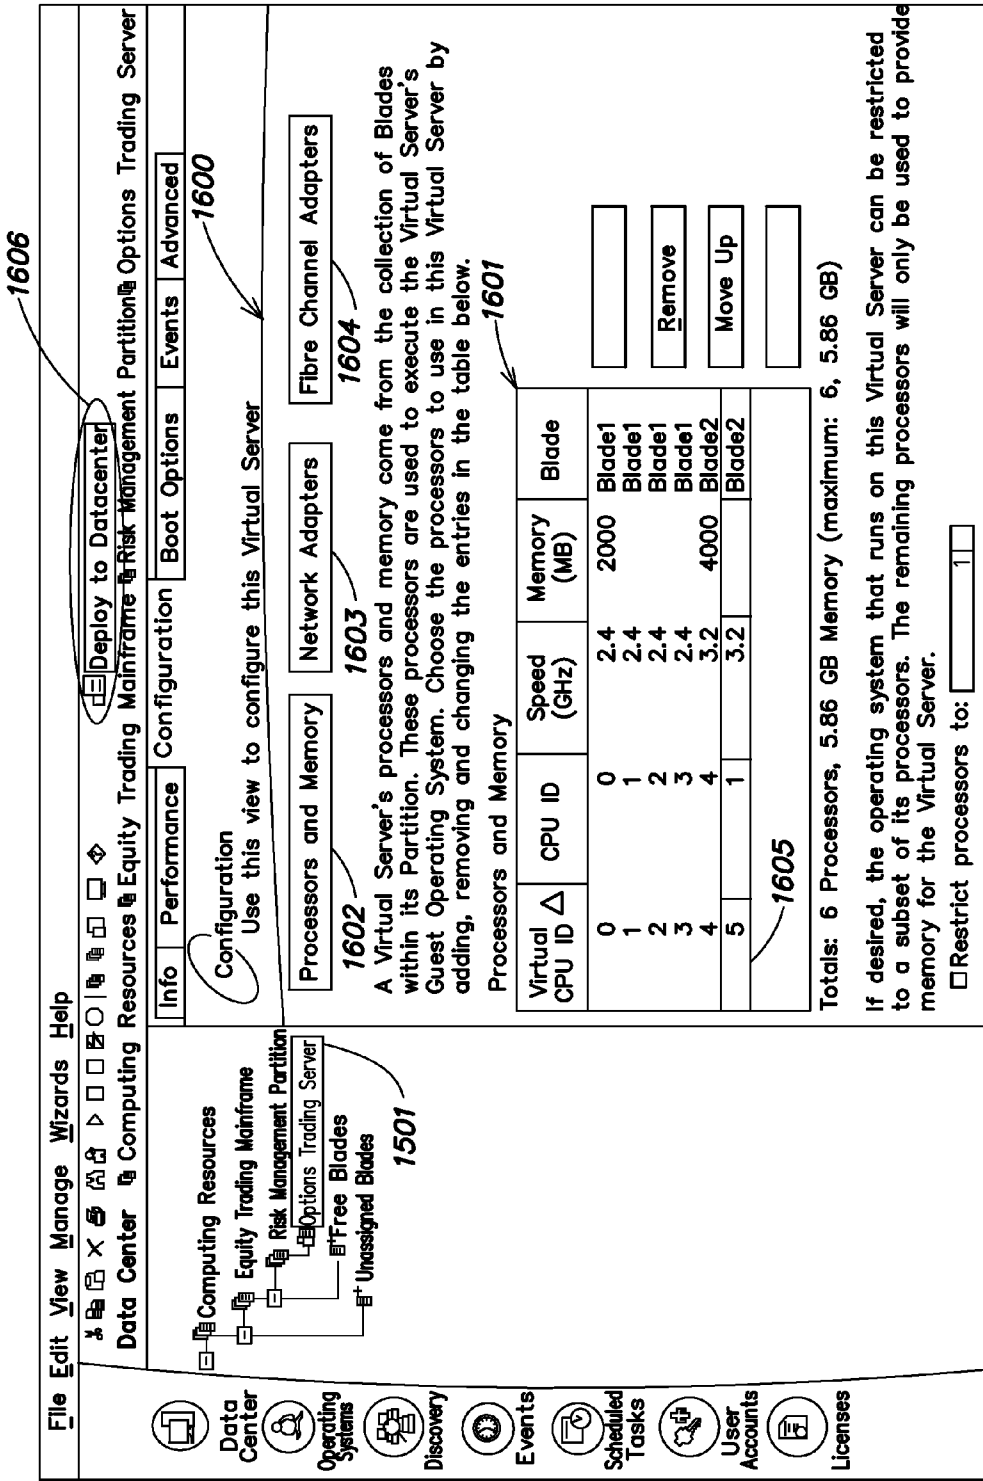 1606
File Edit View Manage Wizards Help
Deploy to Datacenter
Data Center Computing Resources Equity Trading Mainframe Risk Management Partition Options Trading Server
Data Center
Operating Systems
Discovery
Events
Scheduled Tasks
User Accounts
Licenses
Computing Resources
Equity Trading Mainframe
Risk Management Partition
Options Trading Server
Free Blades
Unassigned Blades
1501
Info Performance Configuration Boot Options Events Advanced
Configuration
Use this view to configure this Virtual Server
1600
Processors and Memory Network Adapters Fibre Channel Adapters
1602 1603 1604
A Virtual Server's processors and memory come from the collection of Blades
within its Partition. These processors are used to execute the Virtual Server's
Guest Operating System. Choose the processors to use in this Virtual Server by
adding, removing and changing the entries in the table below.
Processors and Memory
1601
Virtual CPU ID △ CPU ID Speed (GHz) Memory (MB) Blade
0 0 2.4 2000 Blade1
1 1 2.4 Blade1
2 2 2.4 Blade1
3 3 2.4 Blade1
4 4 3.2 4000 Blade2
5 1 3.2 Blade2
1605
Remove
Move Up
Totals: 6 Processors, 5.86 GB Memory (maximum: 6, 5.86 GB)
If desired, the operating system that runs on this Virtual Server can be restricted
to a subset of its processors. The remaining processors will only be used to provide
memory for the Virtual Server.
Restrict processors to: 1